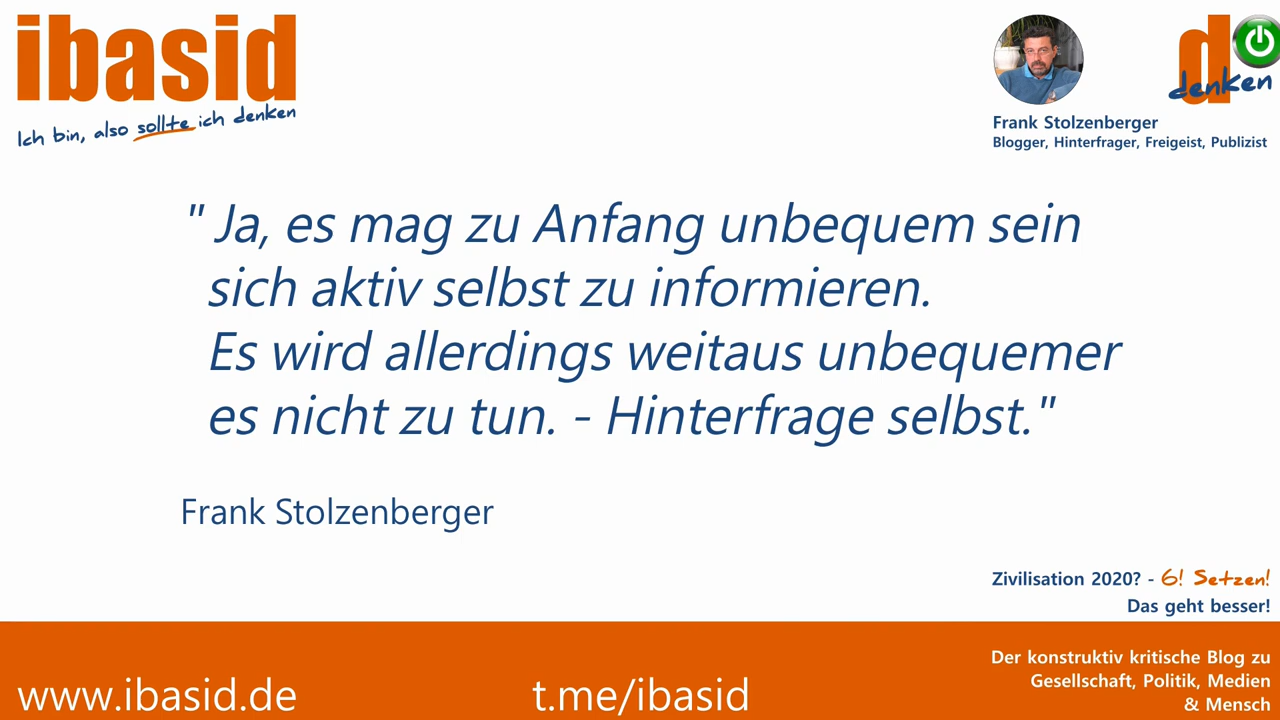 ibasid
Ich bin, also sollte ich denken
d
denken
Frank Stolzenberger
Blogger, Hinterfrager, Freigeist, Publizist
" Ja, es mag zu Anfang unbequem sein
sich aktiv selbst zu informieren.
Es wird allerdings weitaus unbequemer
es nicht zu tun. - Hinterfrage selbst."
Frank Stolzenberger
Zivilisation 2020? - 6! Setzen!
Das geht besser!
www.ibasid.de
t.me/ibasid
Der konstruktiv kritische Blog zu
Gesellschaft, Politik, Medien
& Mensch